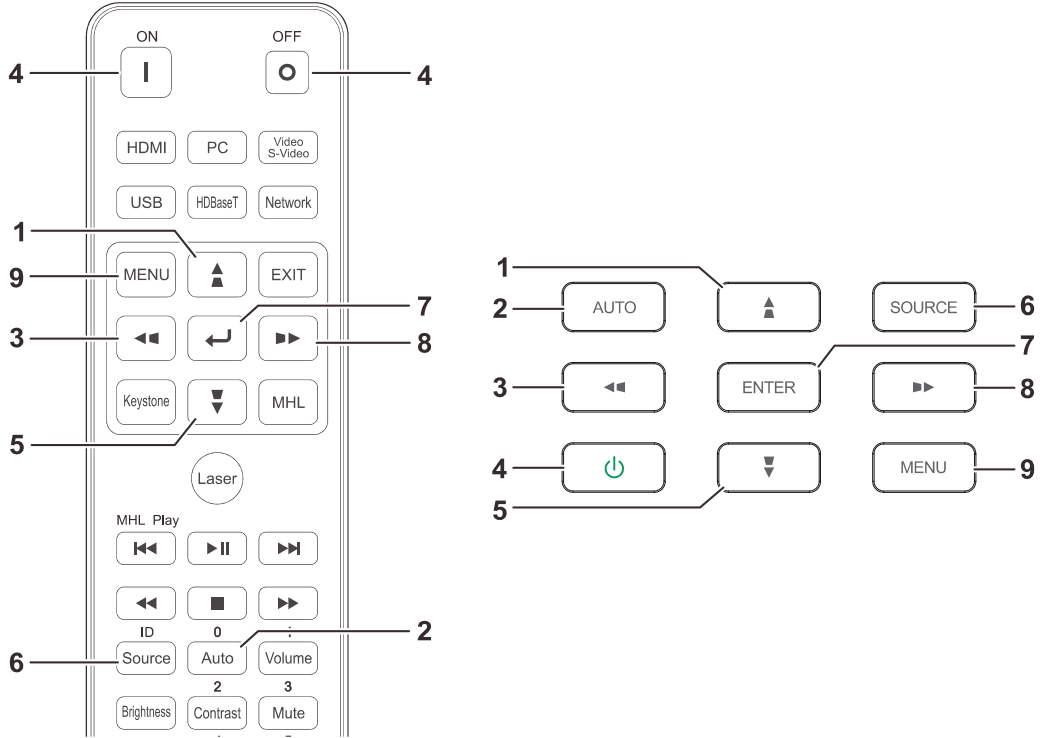 ON OFF
4 4
HDMI PC Video
S-Video
USB HDBaseT Network
1
9 MENU EXIT
7
3 8
Keystone MHL
5
Laser
MHL Play
ID 0 :
2
6 Source Auto Volume
2 3
Brightness Contrast Mute
1
2 AUTO SOURCE 6
7
3 ENTER 8
4 MENU 9
5